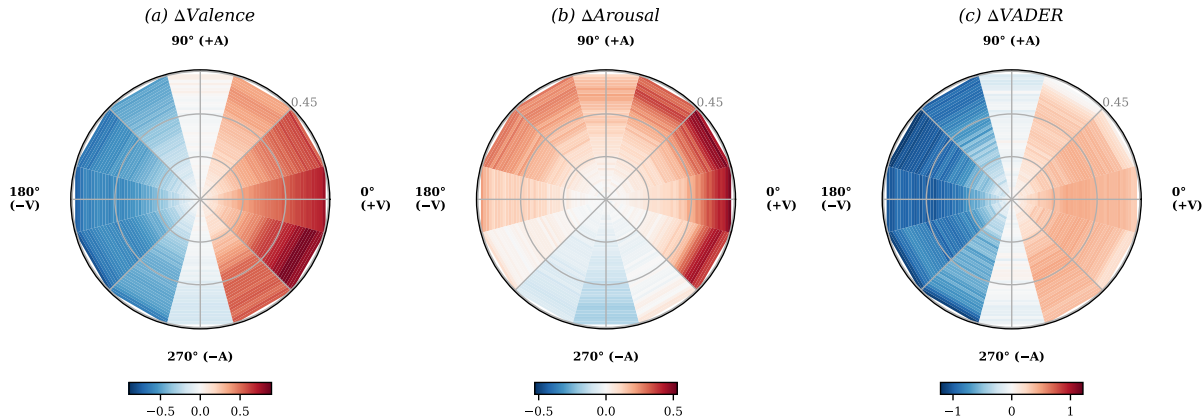 (a) ΔValence
90° (+A)
0.45
180°
(−V)
0°
(+V)
270° (−A)
−0.5 0.0 0.5
(b) ΔArousal
90° (+A)
0.45
180°
(−V)
0°
(+V)
270° (−A)
−0.5 0.0 0.5
(c) ΔVADER
90° (+A)
0.45
180°
(−V)
0°
(+V)
270° (−A)
−1 0 1